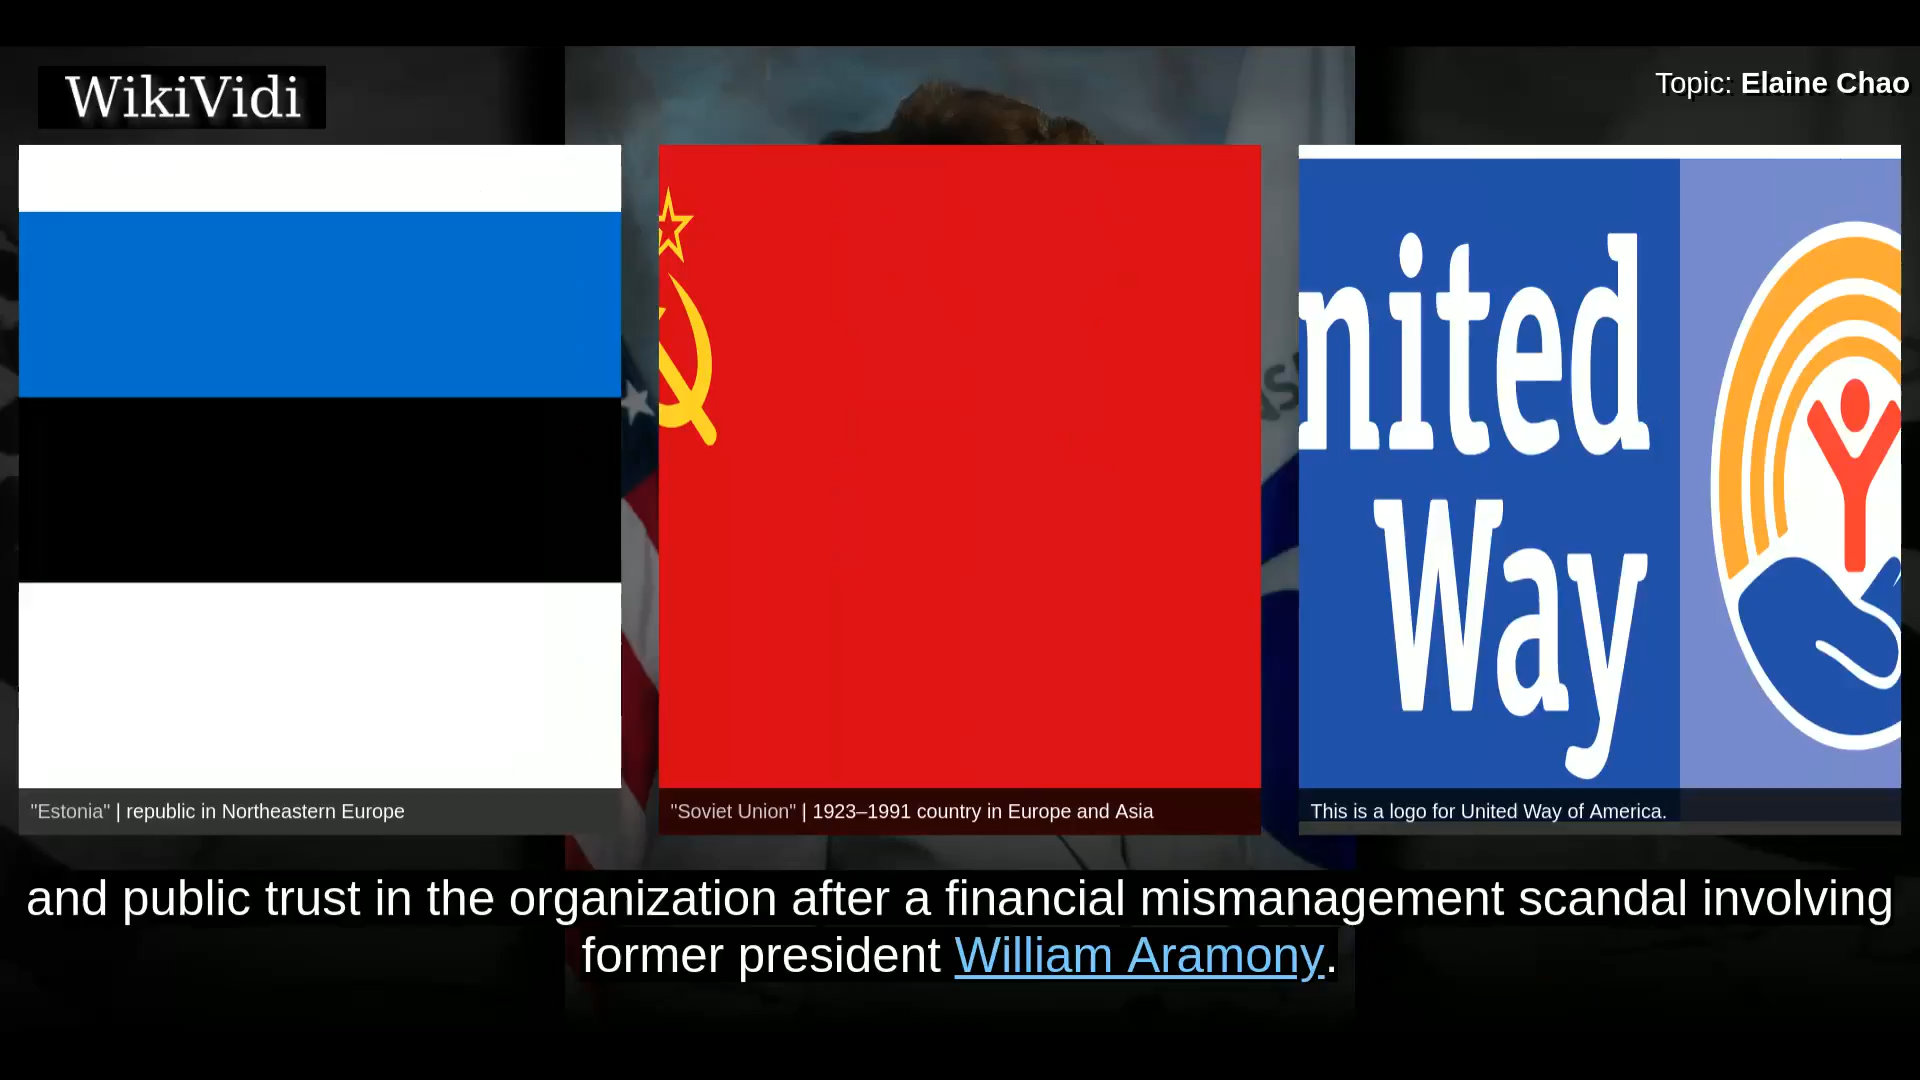 WikiVidi
Topic: Elaine Chao
nited
Way
"Estonia" | republic in Northeastern Europe
"Soviet Union" | 1923–1991 country in Europe and Asia
This is a logo for United Way of America.
and public trust in the organization after a financial mismanagement scandal involving
former president William Aramony.